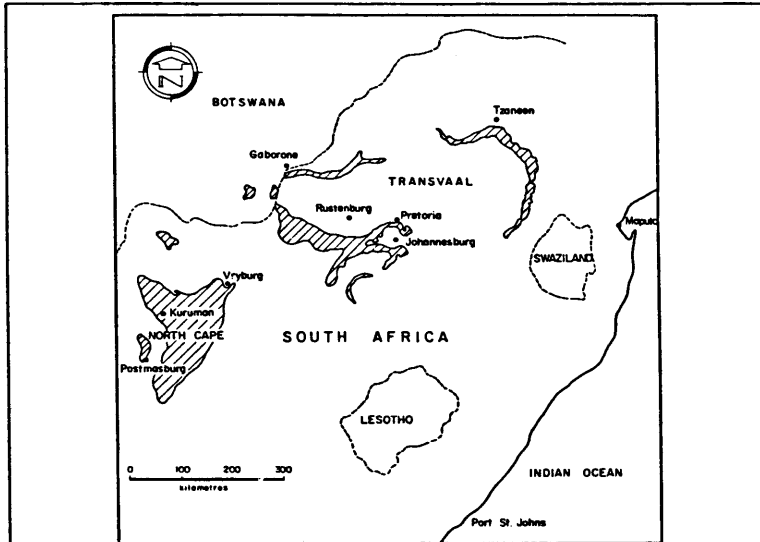 N
BOTSWANA
Tzaneen
Gaborone
TRANSVAAL
Rustenburg
Pretoria
Maputo
Johannesburg
SWAZILAND
Vryburg
Kuruman
NORTH CAPE
SOUTH AFRICA
Postmasburg
LESOTHO
0 100 200 300
kilometres
INDIAN OCEAN
Port St. Johns